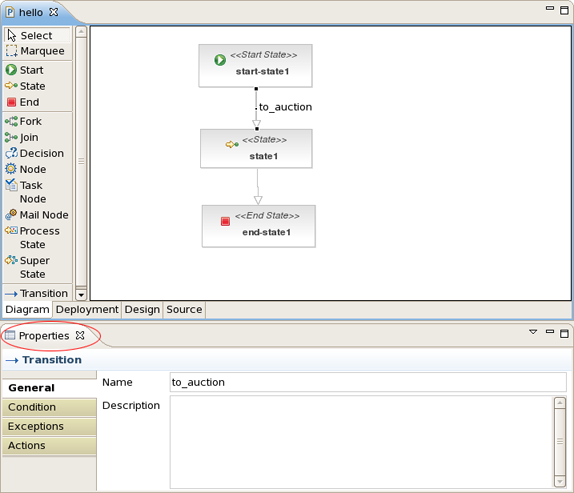 hello
Select
Marquee
Start
State
End
Fork
Join
Decision
Node
Task
Node
Mail Node
Process
State
Super
State
Transition
<<Start State>>
start-state1
to_auction
<<State>>
state1
<<End State>>
end-state1
Diagram Deployment Design Source
Properties
Transition
General
Condition
Exceptions
Actions
Name to_auction
Description